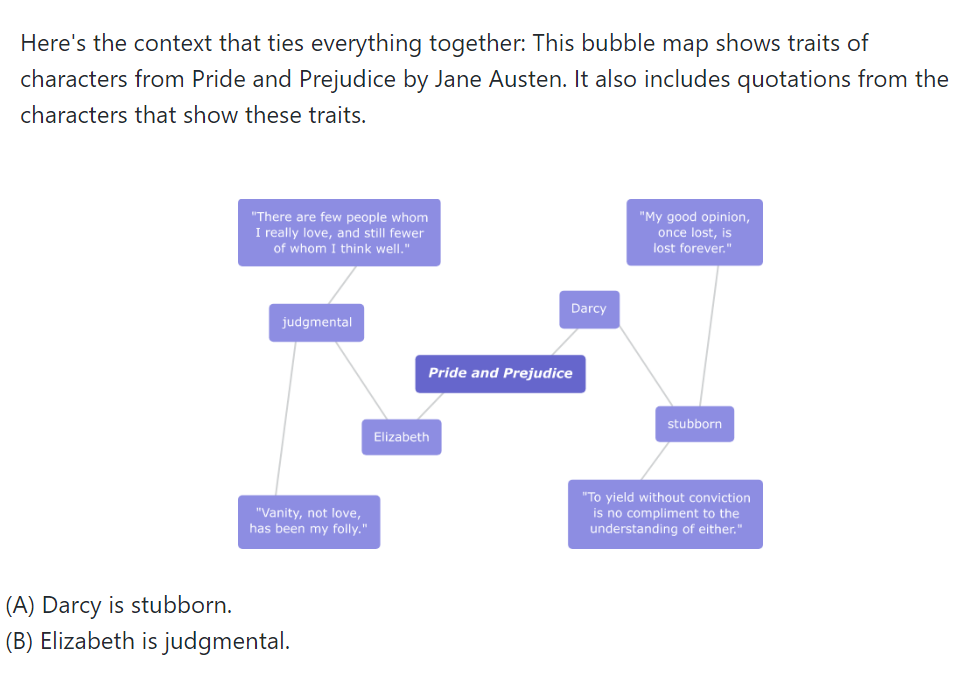 Here's the context that ties everything together: This bubble map shows traits of
characters from Pride and Prejudice by Jane Austen. It also includes quotations from the
characters that show these traits.
"There are few people whom
I really love, and still fewer
of whom I think well."
"My good opinion,
once lost, is
lost forever."
judgmental
Darcy
Pride and Prejudice
stubborn
Elizabeth
"Vanity, not love,
has been my folly."
"To yield without conviction
is no compliment to the
understanding of either."
(A) Darcy is stubborn.
(B) Elizabeth is judgmental.